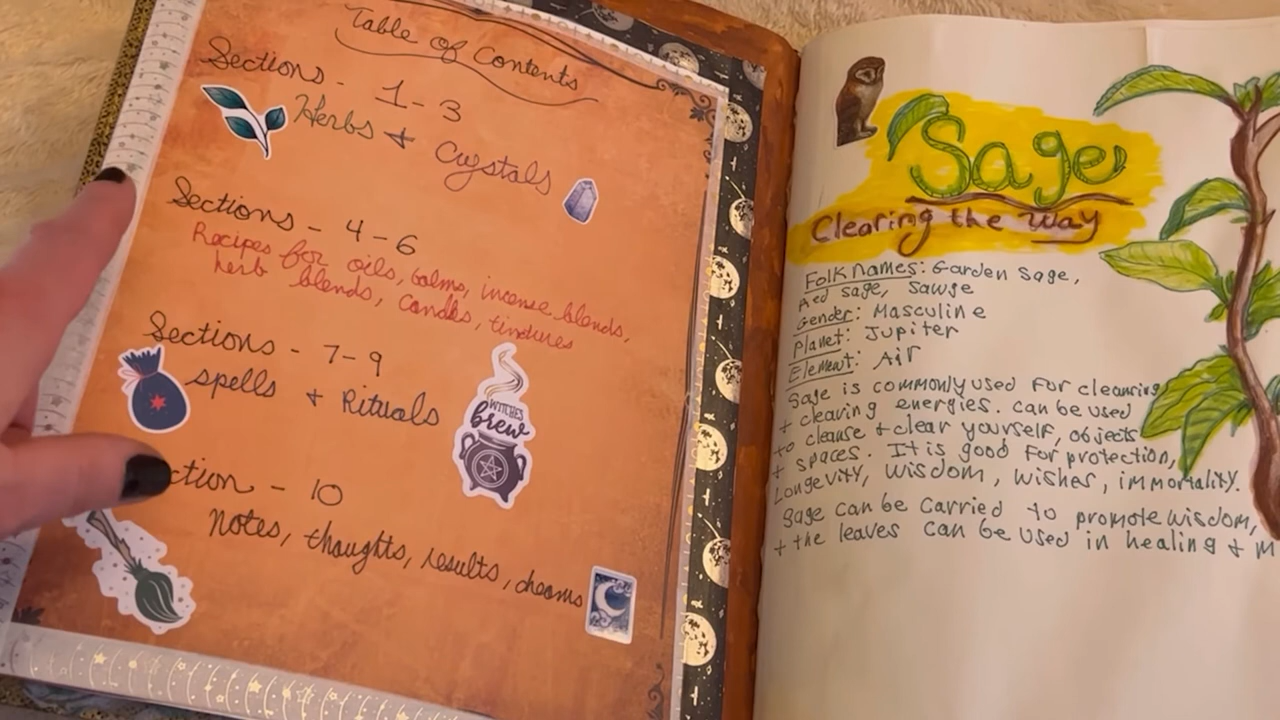 Table of Contents
Sections - 1-3
Herbs + Crystals
Sections - 4-6
Recipes for oils, balms, incense blends,
herb blends, candles, tinctures
Sections - 7-9
spells + Rituals
WITCHES
brew
ction - 10
Notes, thoughts, results, dreams
Sage
Clearing the Way
Folk Names: Garden Sage,
Red sage, Sawge
Gender: Masculine
Planet: Jupiter
Element: Air
Sage is commonly used for cleansing
+ clearing energies. Can be used
to cleanse + clear yourself, objects
+ spaces. It is good for protection,
Longevity, wisdom, wishes, immortality.
Sage can be carried to promote wisdom,
+ the leaves can be used in healing + M